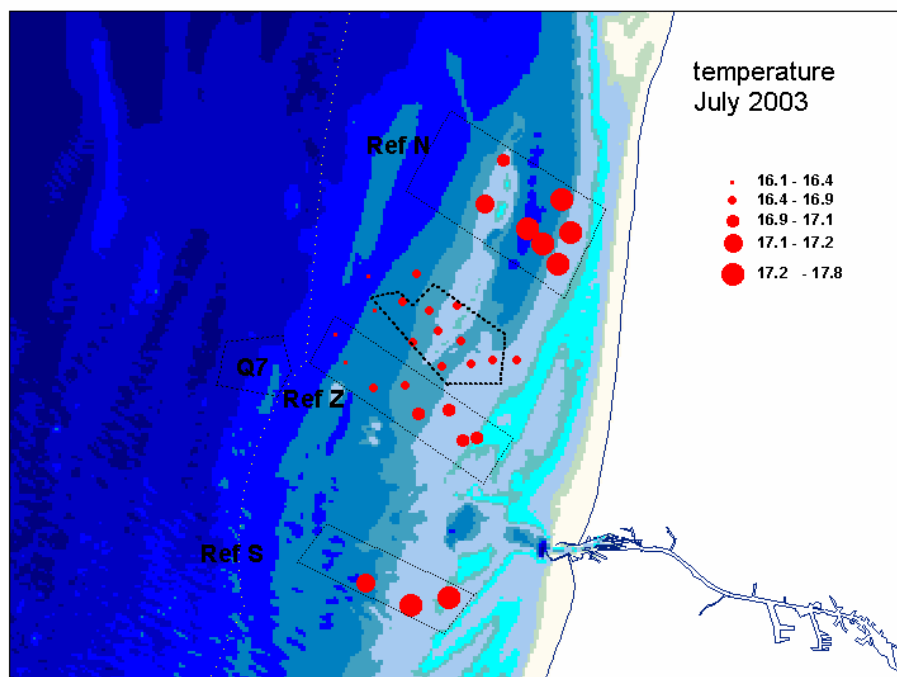 temperature
July 2003
Ref N
16.1 - 16.4
16.4 - 16.9
16.9 - 17.1
17.1 - 17.2
17.2 - 17.8
Q7
Ref Z
Ref S